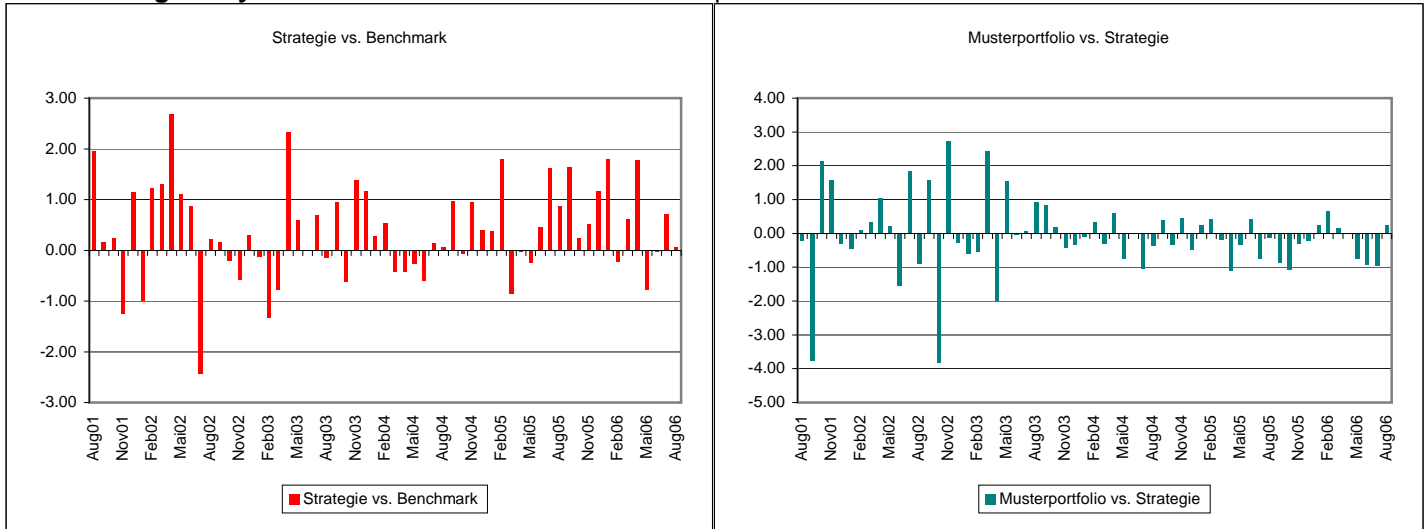 Strategie vs. Benchmark
3.00
2.00
1.00
0.00
-1.00
-2.00
-3.00
Aug01
Nov01
Feb02
Mai02
Aug02
Nov02
Feb03
Mai03
Aug03
Nov03
Feb04
Mai04
Aug04
Nov04
Feb05
Mai05
Aug05
Nov05
Feb06
Mai06
Aug06
Strategie vs. Benchmark
Musterportfolio vs. Strategie
4.00
3.00
2.00
1.00
0.00
-1.00
-2.00
-3.00
-4.00
-5.00
Aug01
Nov01
Feb02
Mai02
Aug02
Nov02
Feb03
Mai03
Aug03
Nov03
Feb04
Mai04
Aug04
Nov04
Feb05
Mai05
Aug05
Nov05
Feb06
Mai06
Aug06
Musterportfolio vs. Strategie